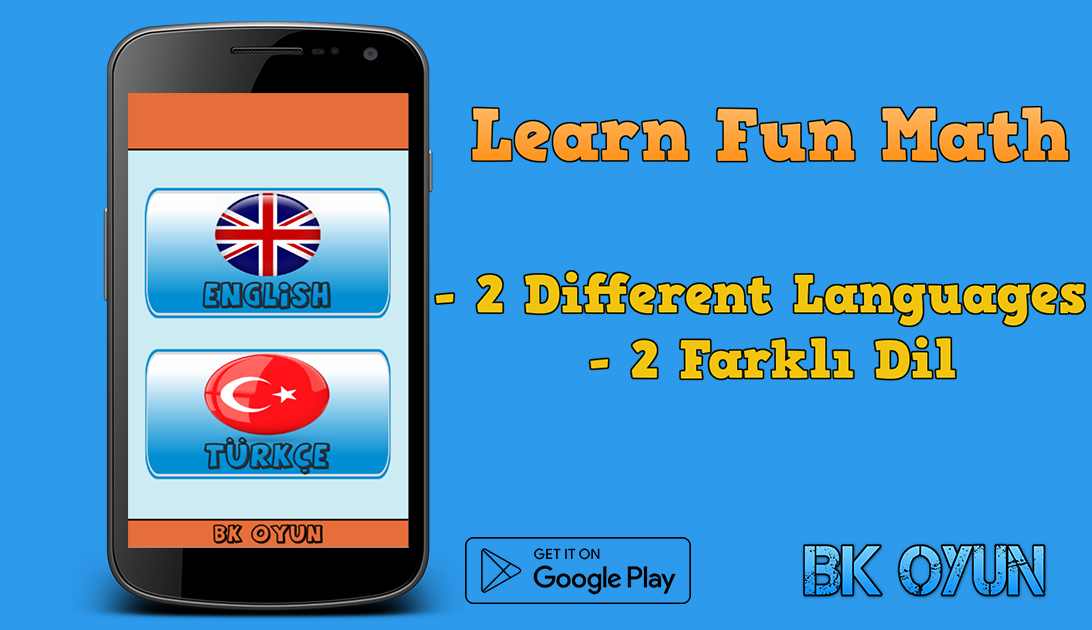 Learn Fun Math
- 2 Different Languages
- 2 Farklı Dil
ENGLiSH
TÜRKÇE
BK OYUN
GET IT ON
Google Play
BK OYUN